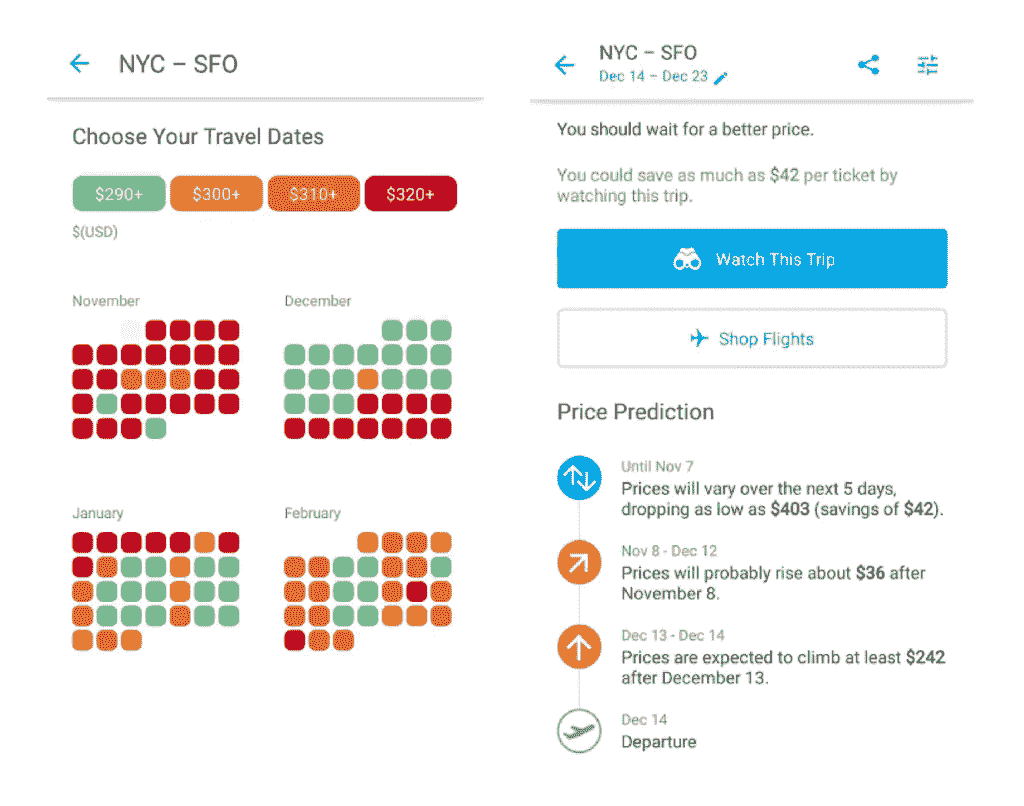 NYC – SFO
Choose Your Travel Dates
$290+ $300+ $310+ $320+
$(USD)
November December
January February
NYC – SFO
Dec 14 – Dec 23
You should wait for a better price.
You could save as much as $42 per ticket by
watching this trip.
Watch This Trip
Shop Flights
Price Prediction
Until Nov 7
Prices will vary over the next 5 days,
dropping as low as $403 (savings of $42).
Nov 8 - Dec 12
Prices will probably rise about $36 after
November 8.
Dec 13 - Dec 14
Prices are expected to climb at least $242
after December 13.
Dec 14
Departure